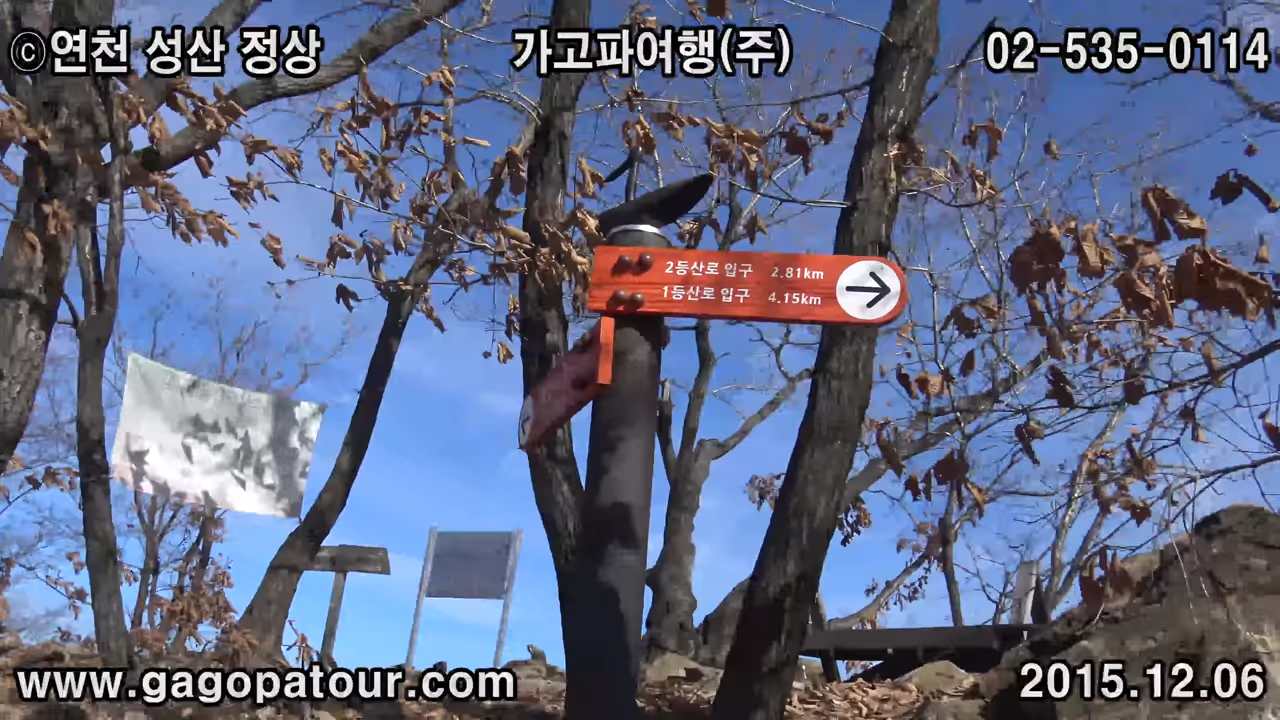 ©연천 성산 정상
가고파여행(주)
02-535-0114
2등산로 입구 2.81km
1등산로 입구 4.15km
www.gagopatour.com
2015.12.06